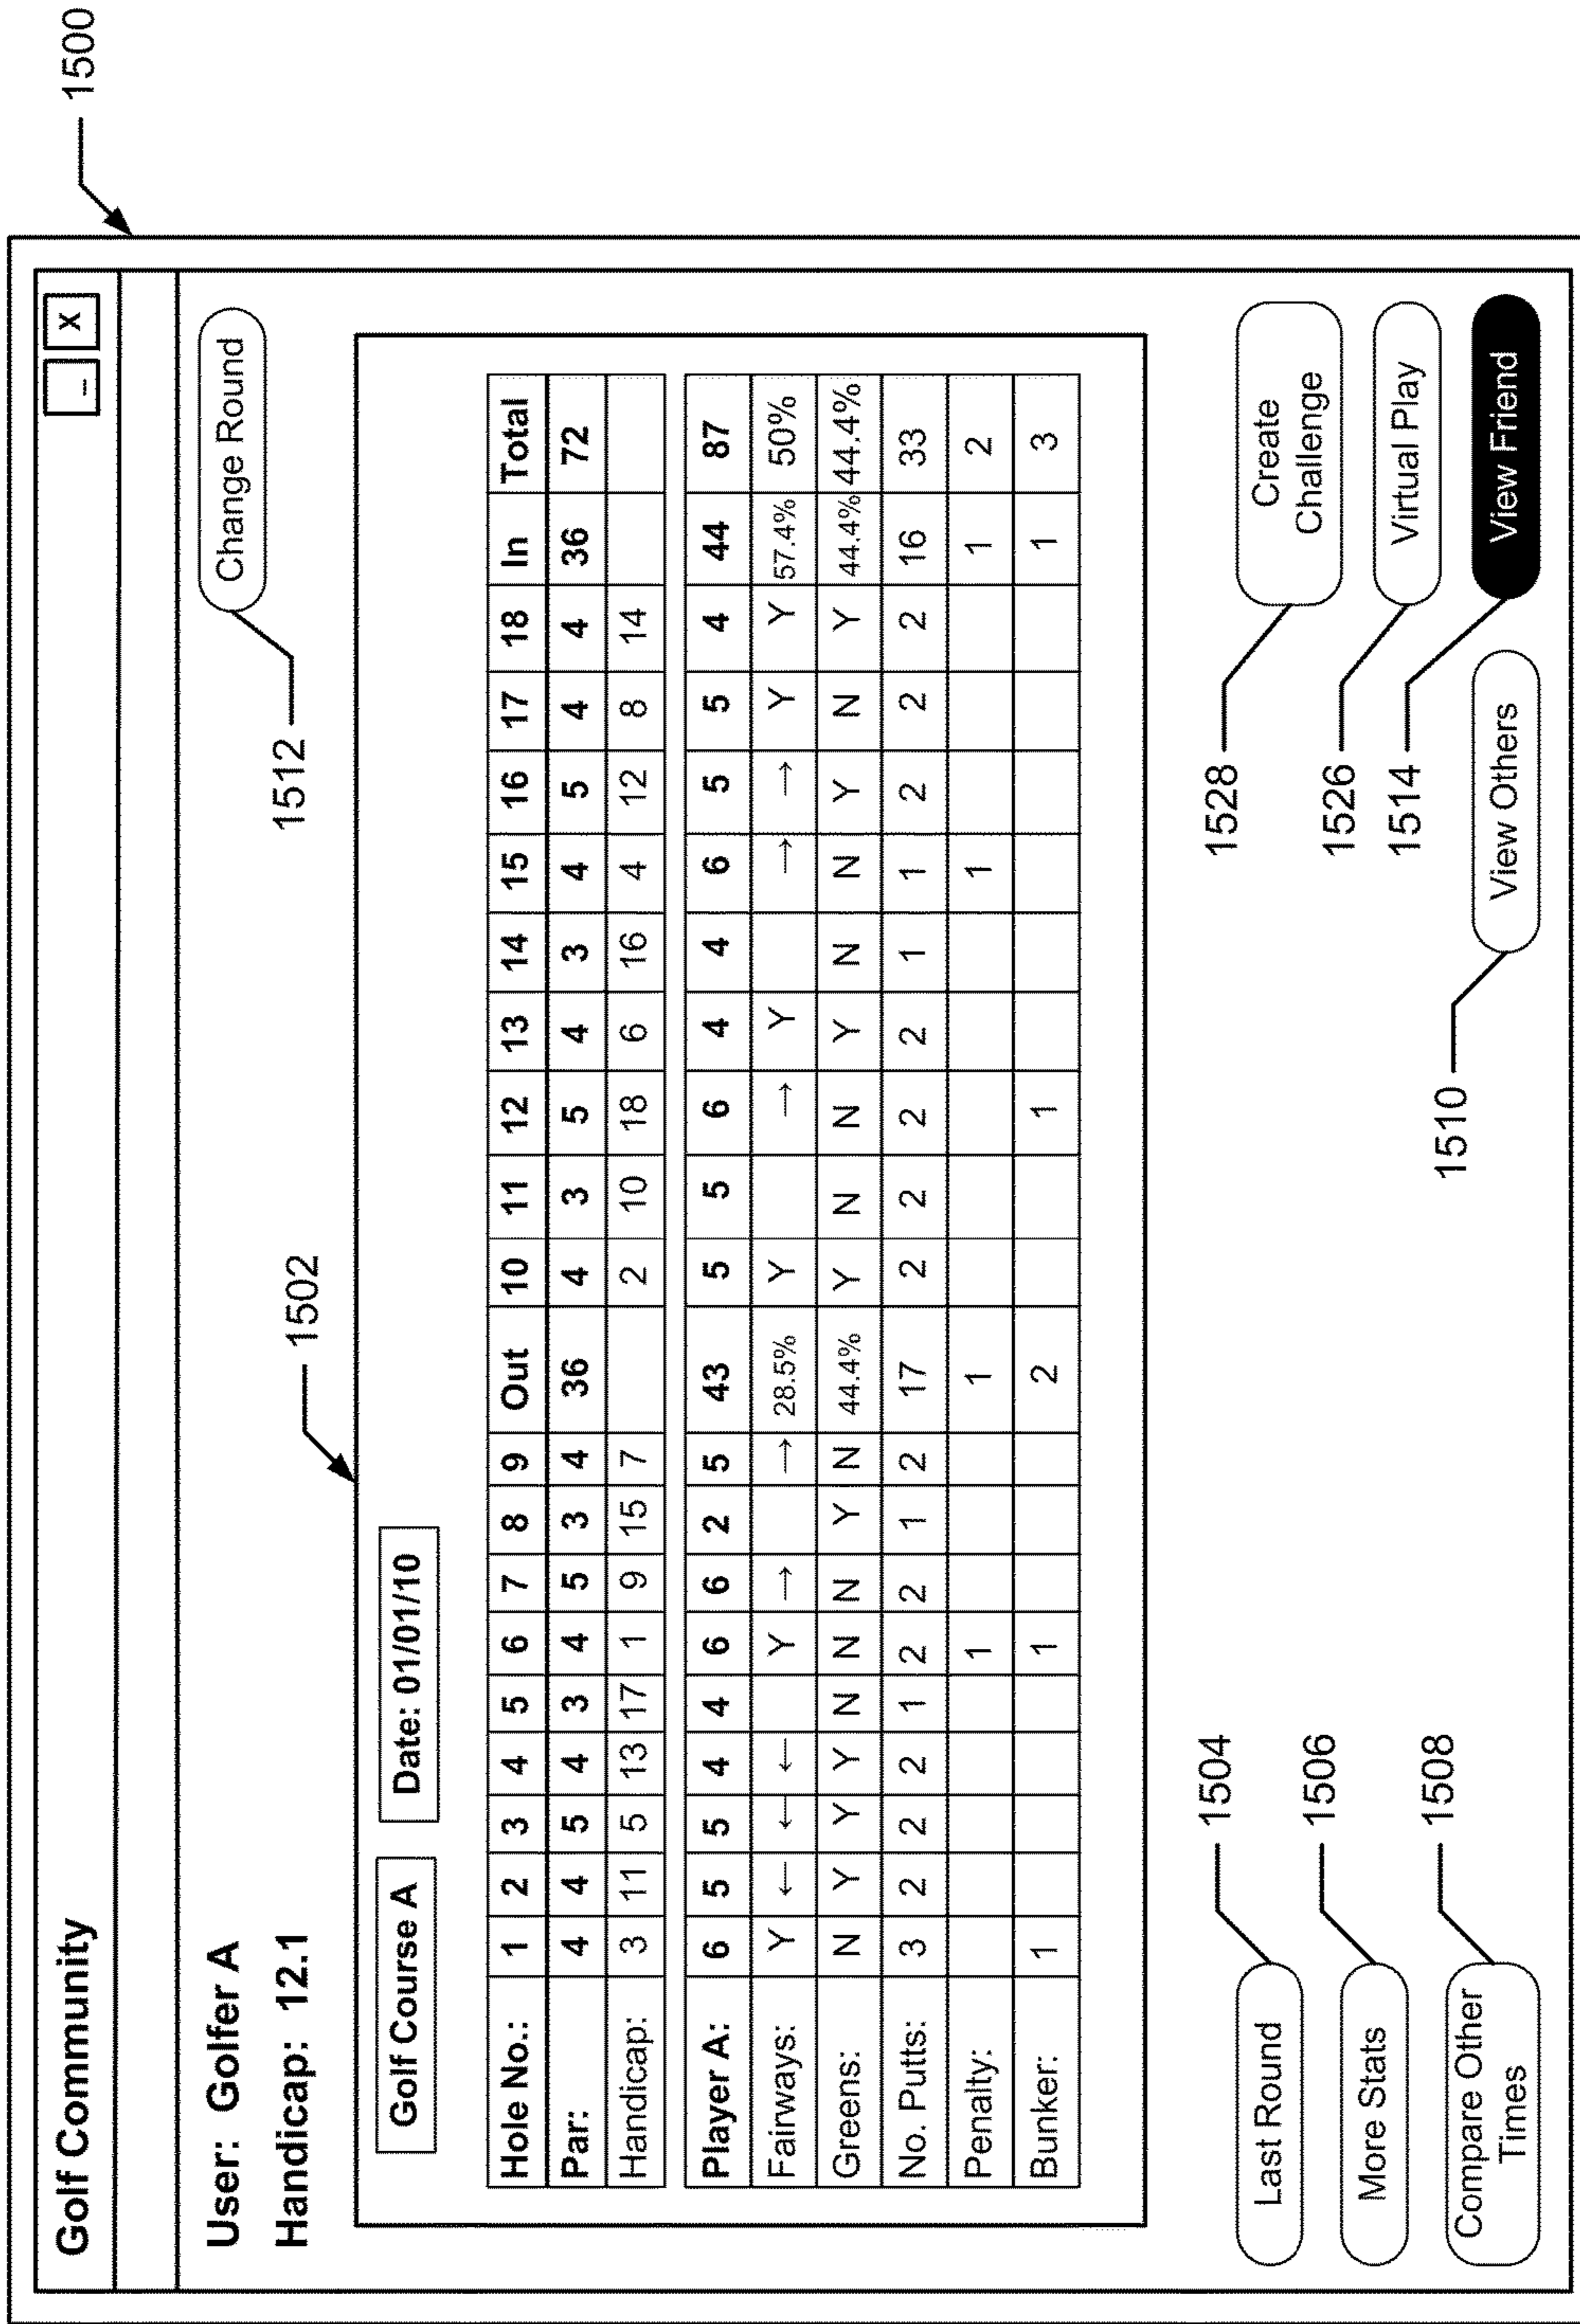 1500
Golf Community
_ X
User: Golfer A
Change Round
Handicap: 12.1
1512
1502
Golf Course A Date: 01/01/10
Hole No.: 1 2 3 4 5 6 7 8 9 Out 10 11 12 13 14 15 16 17 18 In Total
Par: 4 4 5 4 3 4 5 3 4 36 4 3 5 4 3 4 5 4 4 36 72
Handicap: 3 11 5 13 17 1 9 15 7 2 10 18 6 16 4 12 8 14
Player A: 6 5 5 4 4 6 6 2 5 43 5 5 6 4 4 6 5 5 4 44 87
Fairways: Y ← ← ← Y → → 28.5% Y → Y → → Y Y 57.4% 50%
Greens: N Y Y Y N N N Y N 44.4% Y N N Y N N Y N Y 44.4% 44.4%
No. Putts: 3 2 2 2 1 2 2 1 2 17 2 2 2 2 1 1 2 2 2 16 33
Penalty: 1 1 1 1 2
Bunker: 1 1 2 1 1 3
Last Round
1504
More Stats
1506
Compare Other
Times
1508
1528
Create
Challenge
1526
Virtual Play
1514
View Friend
1510
View Others